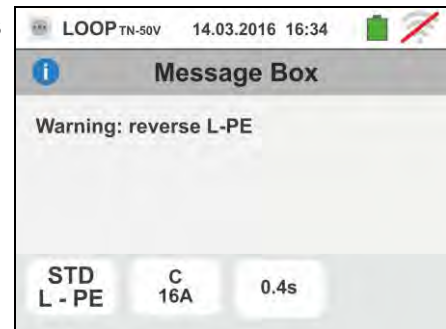 LOOP TN-50V 14.03.2016 16:34
Message Box
Warning: reverse L-PE
STD C 0.4s
L - PE 16A